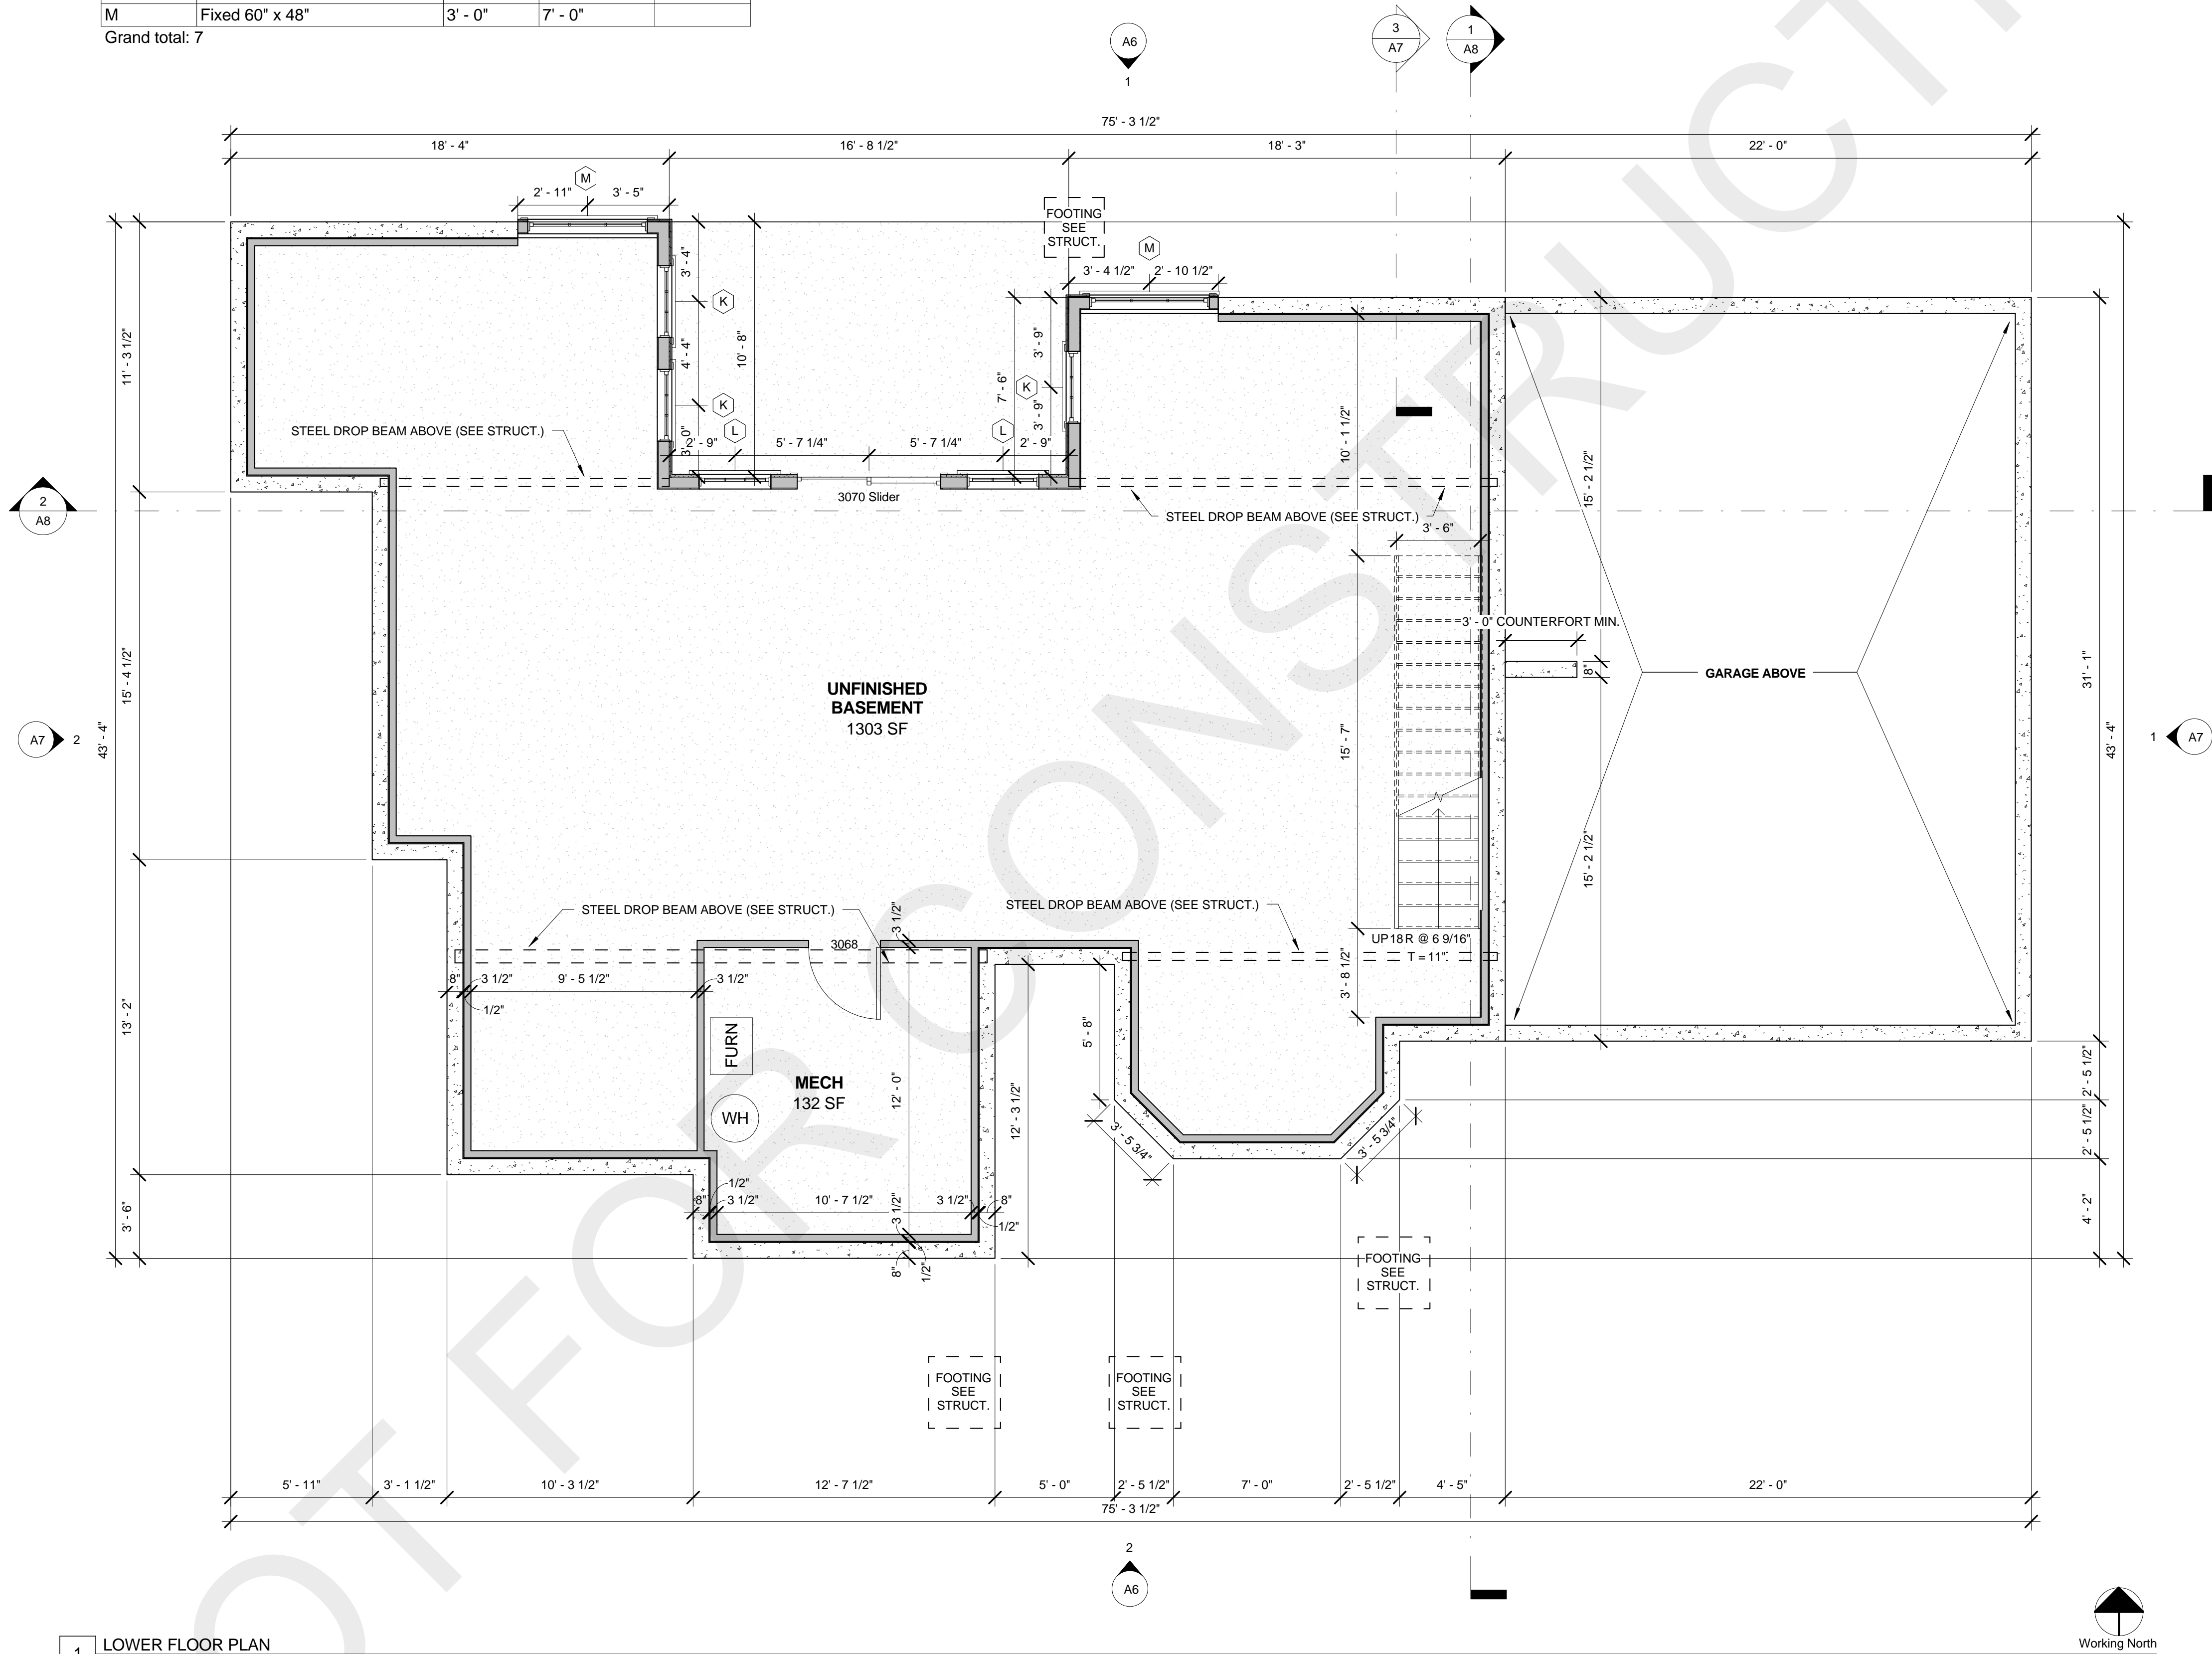 M Fixed 60" x 48" 3' - 0" 7' - 0"
Grand total: 7
A6
1
3
A7
1
A8
75' - 3 1/2"
18' - 4" 16' - 8 1/2" 18' - 3" 22' - 0"
M
2' - 11" 3' - 5"
FOOTING
SEE
STRUCT.
M
3' - 4 1/2" 2' - 10 1/2"
3' - 4"
K
4' - 4"
10' - 8"
K
3' - 0"
11' - 3 1/2"
7' - 6"
3' - 9"
K
3' - 9"
L
L
2' - 9" 5' - 7 1/4" 5' - 7 1/4" 2' - 9"
STEEL DROP BEAM ABOVE (SEE STRUCT.)
10' - 1 1/2"
15' - 2 1/2"
3070 Slider
STEEL DROP BEAM ABOVE (SEE STRUCT.)
3' - 6"
2
A8
3' - 0" COUNTERFORT MIN.
8"
GARAGE ABOVE
31' - 1"
43' - 4"
15' - 4 1/2"
43' - 4"
UNFINISHED
BASEMENT
1303 SF
15' - 7"
A7 2
1 A7
15' - 2 1/2"
STEEL DROP BEAM ABOVE (SEE STRUCT.)
STEEL DROP BEAM ABOVE (SEE STRUCT.)
3 1/2"
3068
UP18 R @ 6 9/16"
T = 11"
8" 3 1/2" 9' - 5 1/2" 3 1/2"
1/2"
3' - 8 1/2"
13' - 2"
FURN
5' - 8"
MECH
132 SF
12' - 0"
WH
12' - 3 1/2"
3' - 5 3/4"
3' - 5 3/4"
2' - 5 1/2"
2' - 5 1/2"
4' - 2"
3' - 6"
1/2"
8" 3 1/2" 10' - 7 1/2" 3 1/2" 8"
1/2"
3 1/2"
8"
1/2"
FOOTING
SEE
STRUCT.
FOOTING
SEE
STRUCT.
FOOTING
SEE
STRUCT.
5' - 11" 3' - 1 1/2" 10' - 3 1/2" 12' - 7 1/2" 5' - 0" 2' - 5 1/2" 7' - 0" 2' - 5 1/2" 4' - 5" 22' - 0"
75' - 3 1/2"
2
A6
Working North
1 LOWER FLOOR PLAN
OT FOR CONSTRUCTI